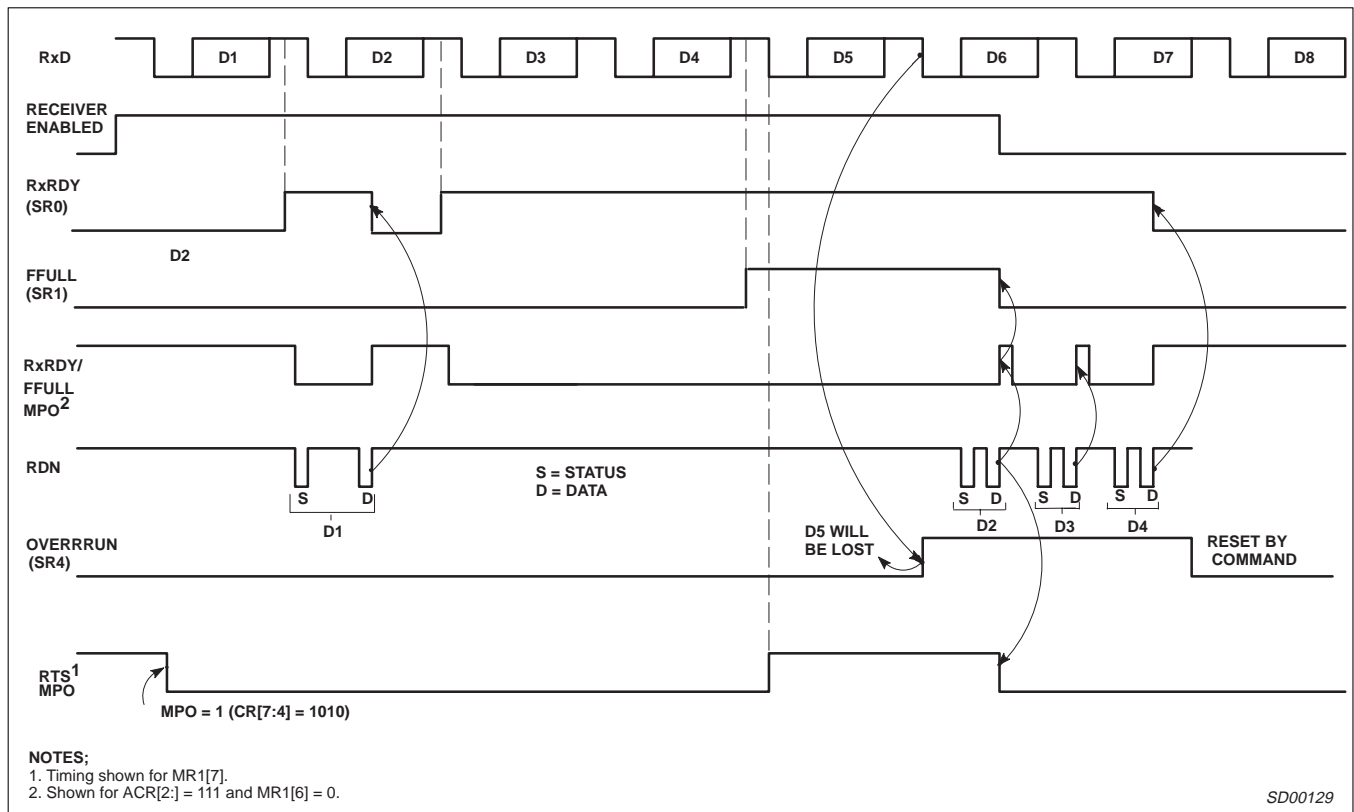 RxD D1 D2 D3 D4 D5 D6 D7 D8
RECEIVER
ENABLED
RxRDY
(SR0)
D2
FFULL
(SR1)
RxRDY/
FFULL
MPO2
RDN
S = STATUS
D = DATA
S D S D S D S D
D1 D2 D3 D4
D5 WILL
BE LOST
OVERRRUN
(SR4)
RESET BY
COMMAND
RTS1
MPO
MPO = 1 (CR[7:4] = 1010)
NOTES;
1. Timing shown for MR1[7].
2. Shown for ACR[2:] = 111 and MR1[6] = 0.
SD00129